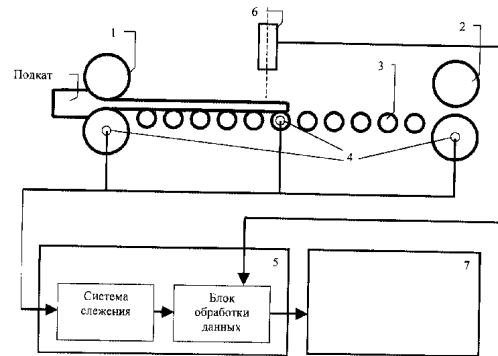 6
1
2
Подкат
3
4
5
7
Система
слежения
Блок
обработки
данных